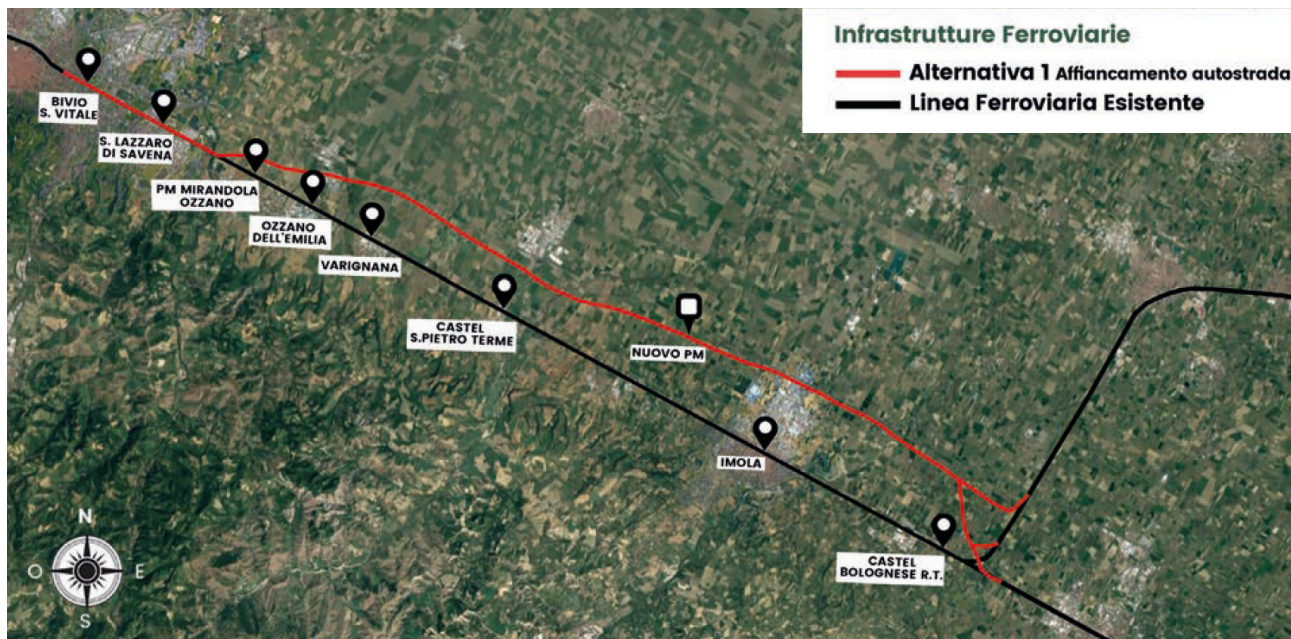 Infrastrutture Ferroviarie
Alternativa 1 Affiancamento autostrada
Linea Ferroviaria Esistente
BIVIO
S. VITALE
S. LAZZARO
DI SAVENA
PM MIRANDOLA
OZZANO
OZZANO
DELL'EMILIA
VARIGNANA
CASTEL
S.PIETRO TERME
NUOVO PM
IMOLA
CASTEL
BOLOGNESE R.T.
N
O
E
S